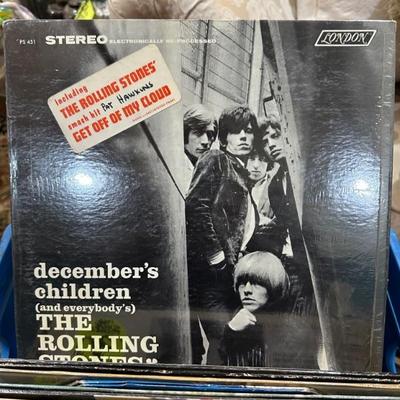 PS 451
STEREO ELECTRONICALLY RE-PROCESSED
LONDON
Including
THE ROLLING STONES'
smash hit Pat Hawkins
GET OFF OF MY CLOUD
december's
children
(and everybody's)
THE
ROLLING
STONES